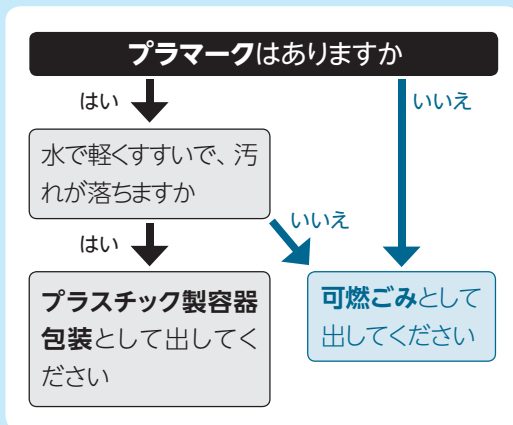 プラマークはありますか
はい
いいえ
水で軽くすすいで、汚
れが落ちますか
いいえ
はい
プラスチック製容器
包装として出してく
ださい
可燃ごみとして
出してください